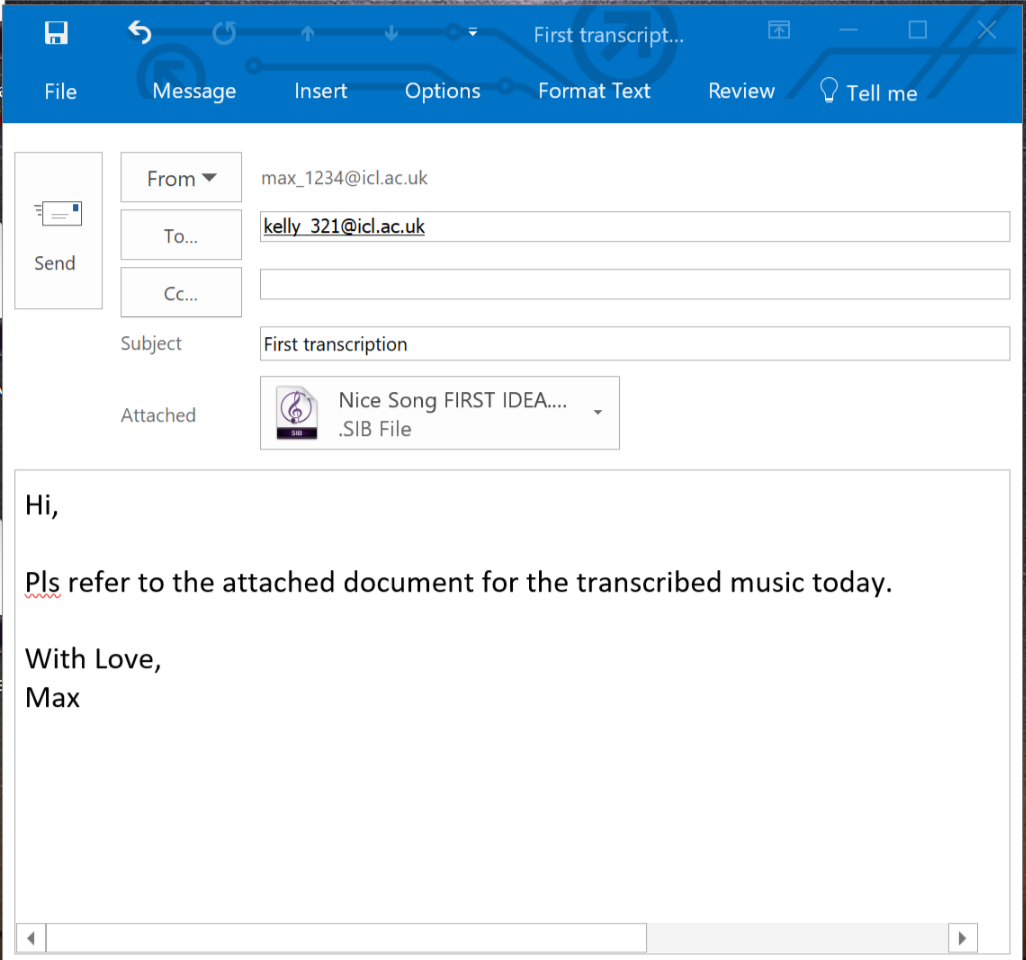 First transcript...
File Message Insert Options Format Text Review Tell me
From max_1234@icl.ac.uk
To... kelly_321@icl.ac.uk
Send
Cc...
Subject First transcription
Attached Nice Song FIRST IDEA....
.SIB File
SIB
Hi,
Pls refer to the attached document for the transcribed music today.
With Love,
Max